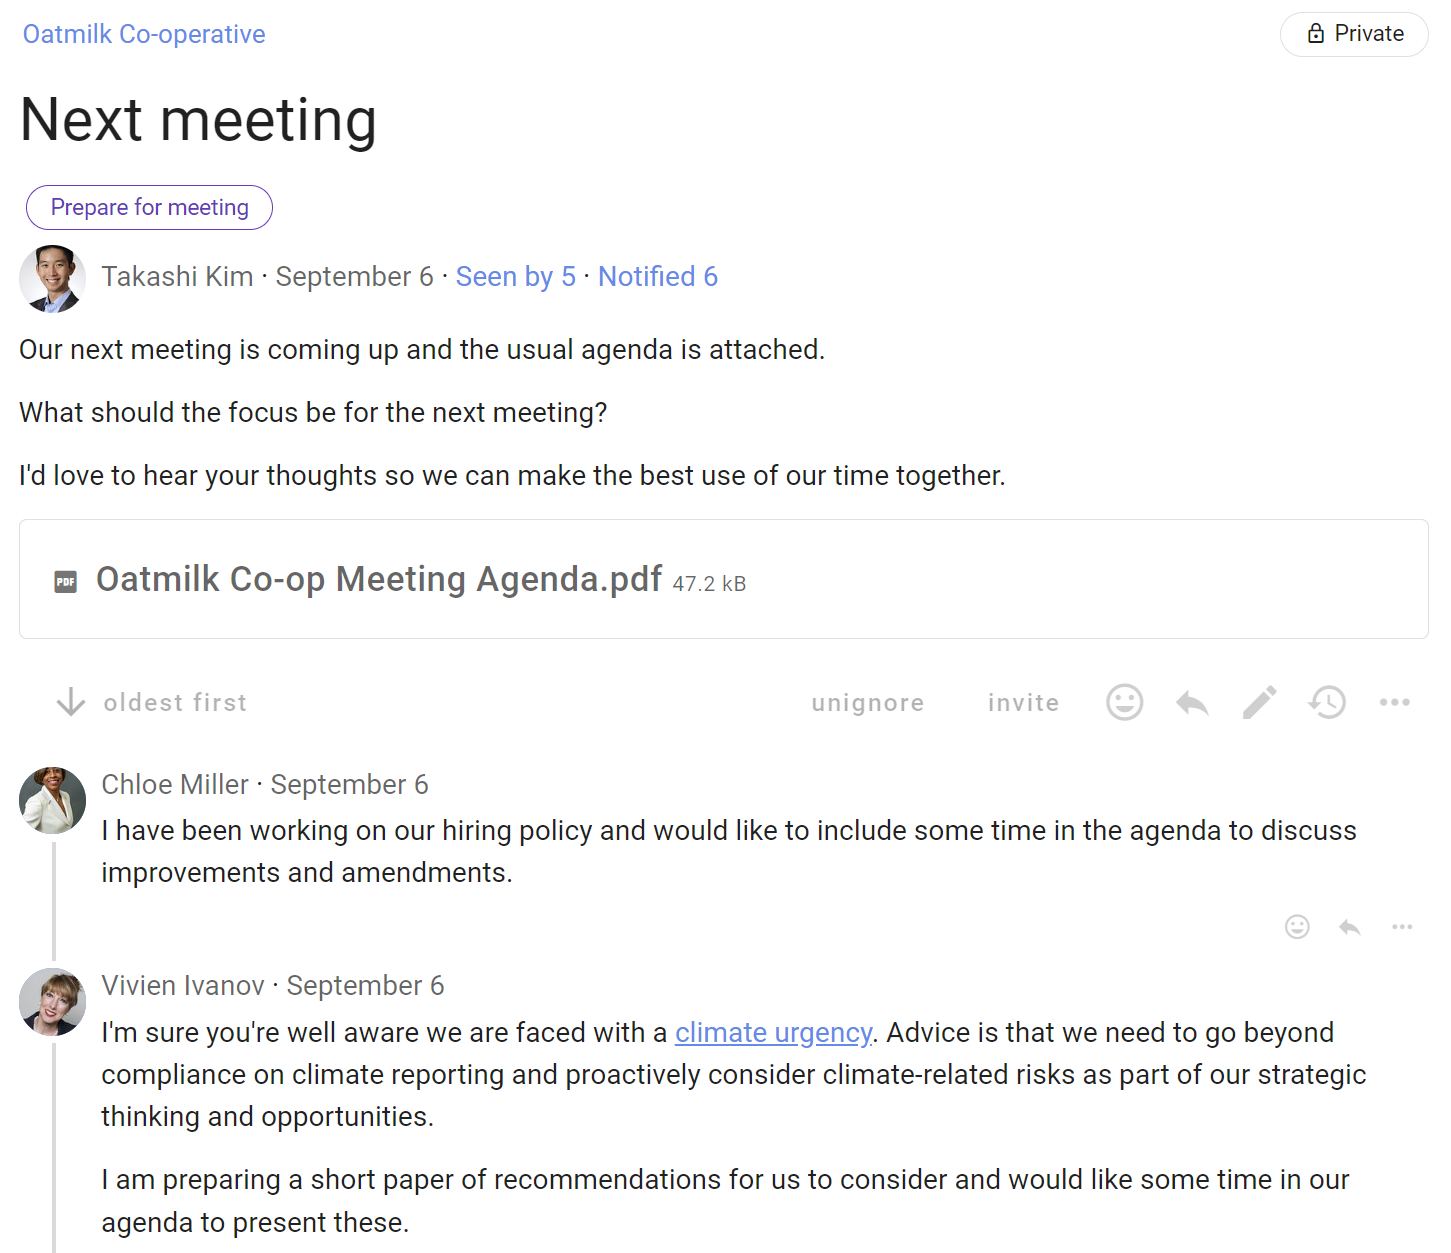 Oatmilk Co-operative
Private
Next meeting
Prepare for meeting
Takashi Kim · September 6 · Seen by 5 · Notified 6
Our next meeting is coming up and the usual agenda is attached.
What should the focus be for the next meeting?
I'd love to hear your thoughts so we can make the best use of our time together.
PDF Oatmilk Co-op Meeting Agenda.pdf 47.2 kB
oldest first unignore invite
Chloe Miller · September 6
I have been working on our hiring policy and would like to include some time in the agenda to discuss
improvements and amendments.
Vivien Ivanov · September 6
I'm sure you're well aware we are faced with a climate urgency. Advice is that we need to go beyond
compliance on climate reporting and proactively consider climate-related risks as part of our strategic
thinking and opportunities.
I am preparing a short paper of recommendations for us to consider and would like some time in our
agenda to present these.